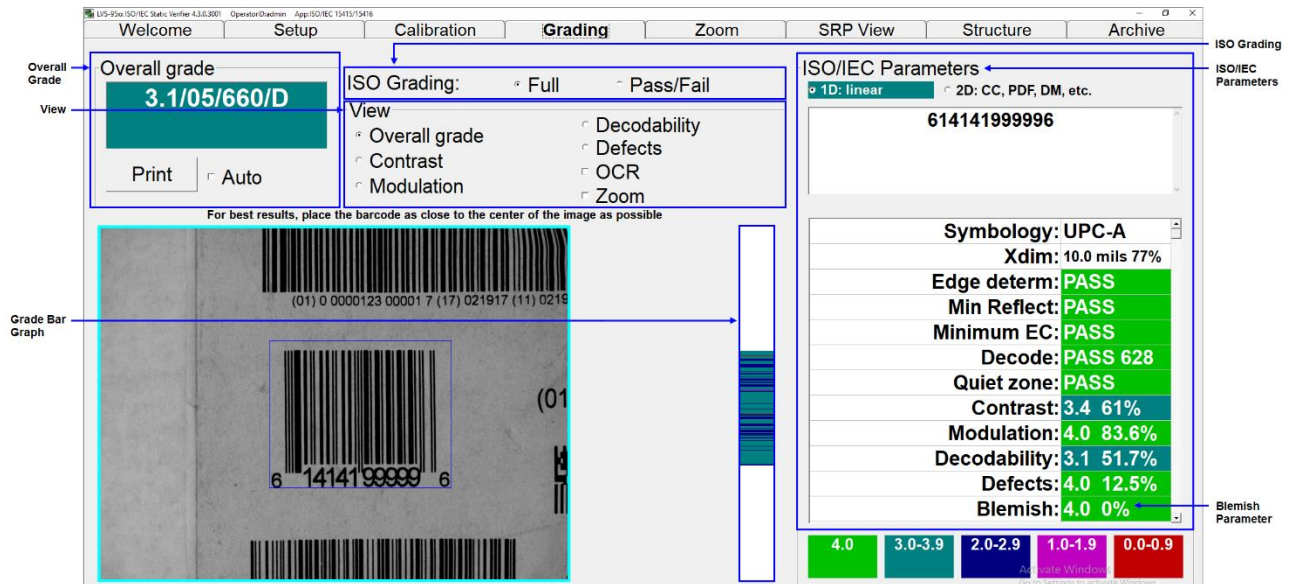 LVS-95xx ISO/IEC Static Verifier 4.3.0.3001 OperatorID:admin App:ISO/IEC 15415/15416
Welcome Setup Calibration Grading Zoom SRP View Structure Archive
ISO Grading
Overall Grade
Overall grade
3.1/05/660/D
Print
Auto
ISO Grading: Full Pass/Fail
View
View
Overall grade
Contrast
Modulation
Decodability
Defects
OCR
Zoom
ISO/IEC Parameters
ISO/IEC Parameters
1D: linear 2D: CC, PDF, DM, etc.
614141999996
For best results, place the barcode as close to the center of the image as possible
(01) 0 0000123 00001 7 (17) 021917 (11) 0219
(01
6 14141 99999 6
Grade Bar Graph
Symbology: UPC-A
Xdim: 10.0 mils 77%
Edge determ: PASS
Min Reflect: PASS
Minimum EC: PASS
Decode: PASS 628
Quiet zone: PASS
Contrast: 3.4 61%
Modulation: 4.0 83.6%
Decodability: 3.1 51.7%
Defects: 4.0 12.5%
Blemish: 4.0 0%
Blemish Parameter
4.0 3.0-3.9 2.0-2.9 1.0-1.9 0.0-0.9
Activate Windows
Go to Settings to activate Windows.